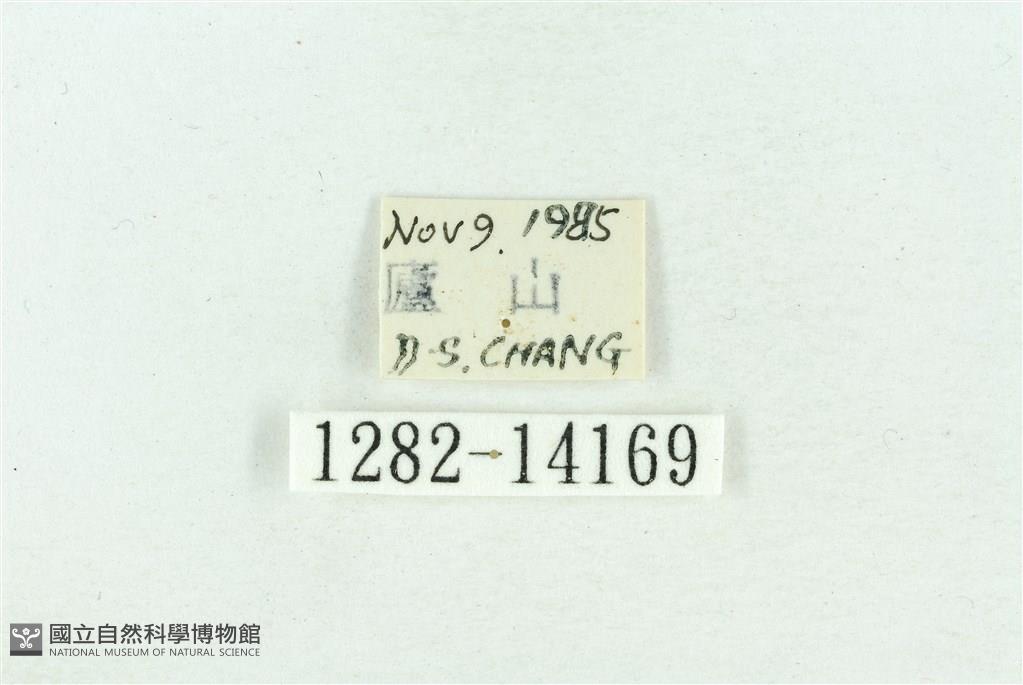 Nov 9. 1985
廬 山
D-S. CHANG
1282-14169
國立自然科學博物館
NATIONAL MUSEUM OF NATURAL SCIENCE